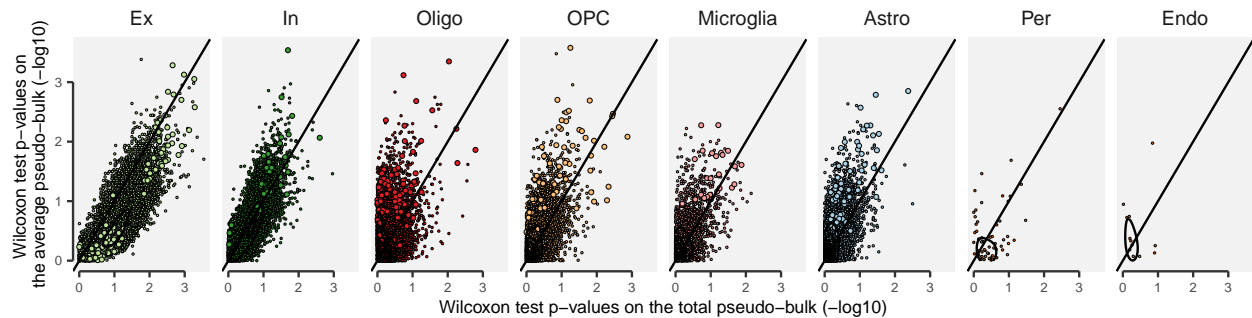 Ex In Oligo OPC Microglia Astro Per Endo
Wilcoxon test p-values on
the average pseudo-bulk (−log10)
3
2
1
0
0 1 2 3 0 1 2 3 0 1 2 3 0 1 2 3 0 1 2 3 0 1 2 3 0 1 2 3 0 1 2 3
Wilcoxon test p-values on the total pseudo-bulk (−log10)